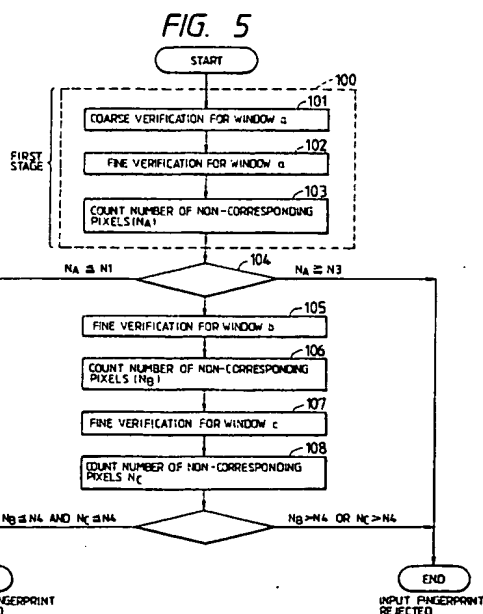 FIG. 5
START
100
101
COARSE VERIFICATION FOR WINDOW a
102
FINE VERIFICATION FOR WINDOW a
FIRST
STAGE
103
COUNT NUMBER OF NON-CORRESPONDING
PIXELS(NA)
104
NA ≦ N1
NA ≧ N3
105
FINE VERIFICATION FOR WINDOW b
106
COUNT NUMBER OF NON-CORRESPONDING
PIXELS (NB)
107
FINE VERIFICATION FOR WINDOW c
108
COUNT NUMBER OF NON-CORRESPONDING
PIXELS NC
NB≦N4 AND NC≦N4
NB>N4 OR NC>N4
END
INPUT FINGERPRINT
REJECTED